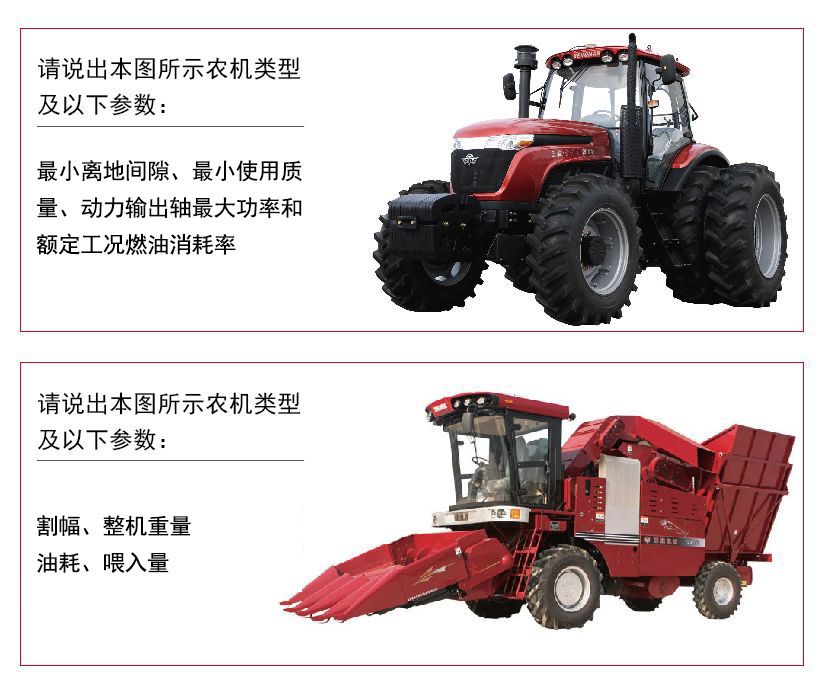 请说出本图所示农机类型
及以下参数：
最小离地间隙、最小使用质
量、动力输出轴最大功率和
额定工况燃油消耗率
请说出本图所示农机类型
及以下参数：
割幅、整机重量
油耗、喂入量